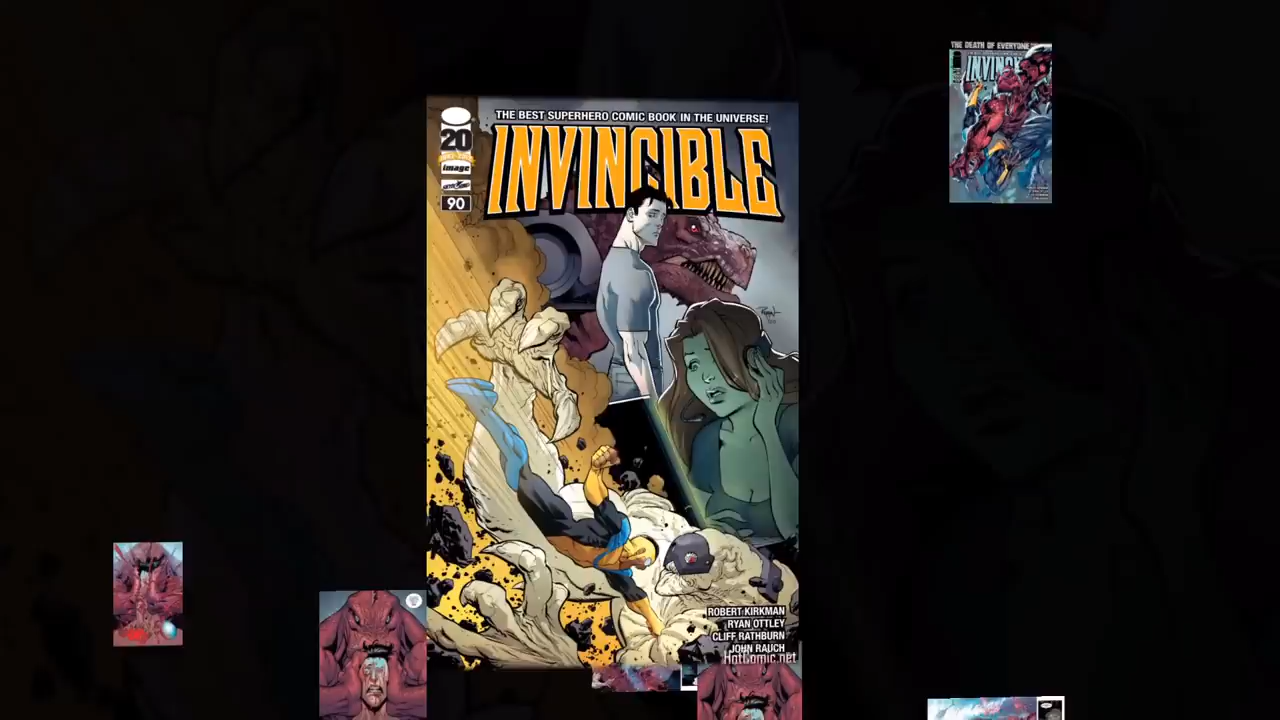 THE BEST SUPERHERO COMIC BOOK IN THE UNIVERSE!
INVINCIBLE
20
image
90
ROBERT KIRKMAN
RYAN OTTLEY
CLIFF RATHBURN
JOHN RAUCH
HotComic.net
THE DEATH OF EVERYONE
INVINC